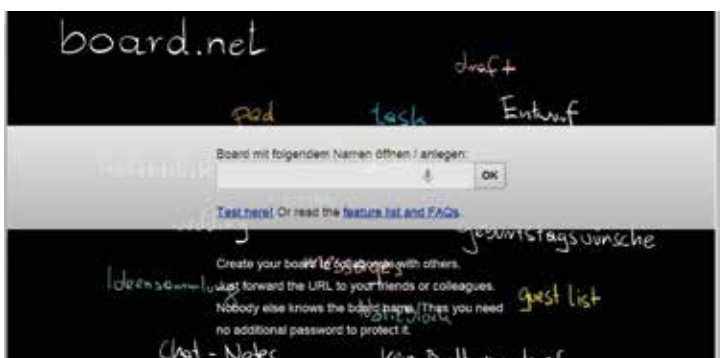 board.net
draft
pad task Entwurf
Board mit folgendem Namen öffnen / anlegen:
OK
Test here! Or read the feature list and FAQs.
geburtstagswünsche
Create your board to collaborate with others.
messages
Ideensammlung
Just forward the URL to your friends or colleagues.
guest list
Nobody else knows the board name. Thus you need
no additional password to protect it.
Chat - Notes